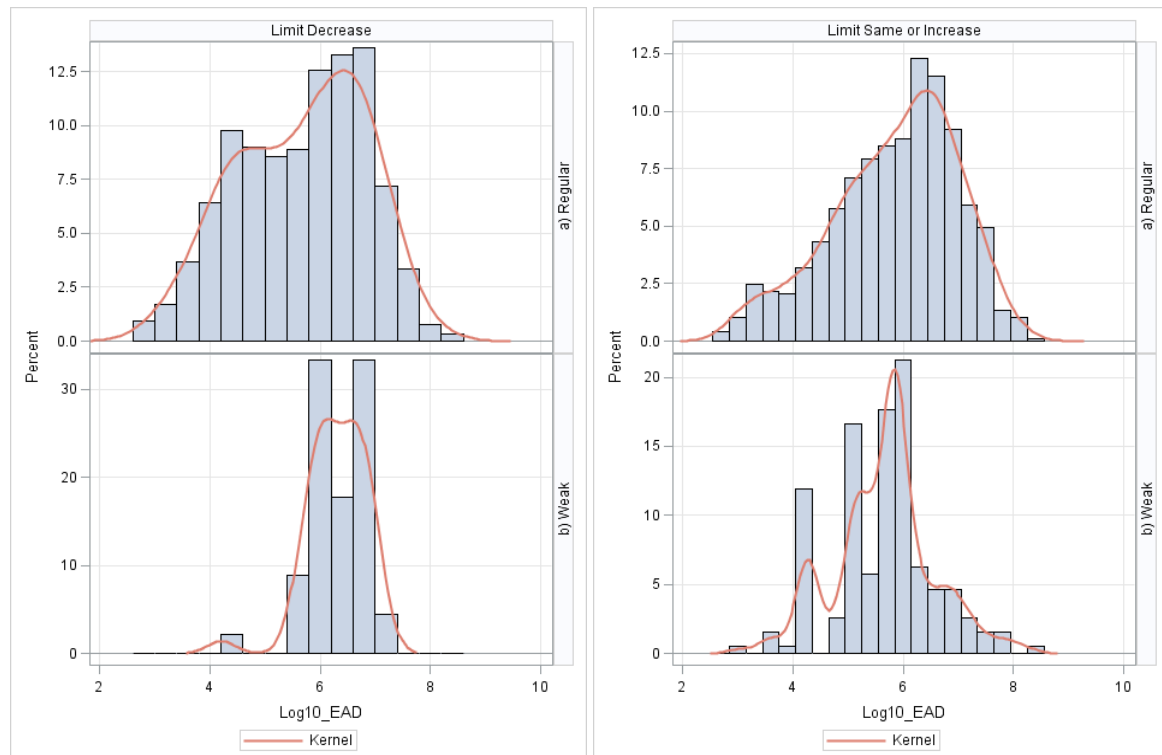 Limit Decrease
12.5
10.0
7.5
5.0
2.5
0.0
a) Regular
Percent
30
20
10
0
b) Weak
2 4 6 8 10
Log10_EAD
Kernel
Limit Same or Increase
12.5
10.0
7.5
5.0
2.5
0.0
a) Regular
Percent
20
15
10
5
0
b) Weak
2 4 6 8 10
Log10_EAD
Kernel